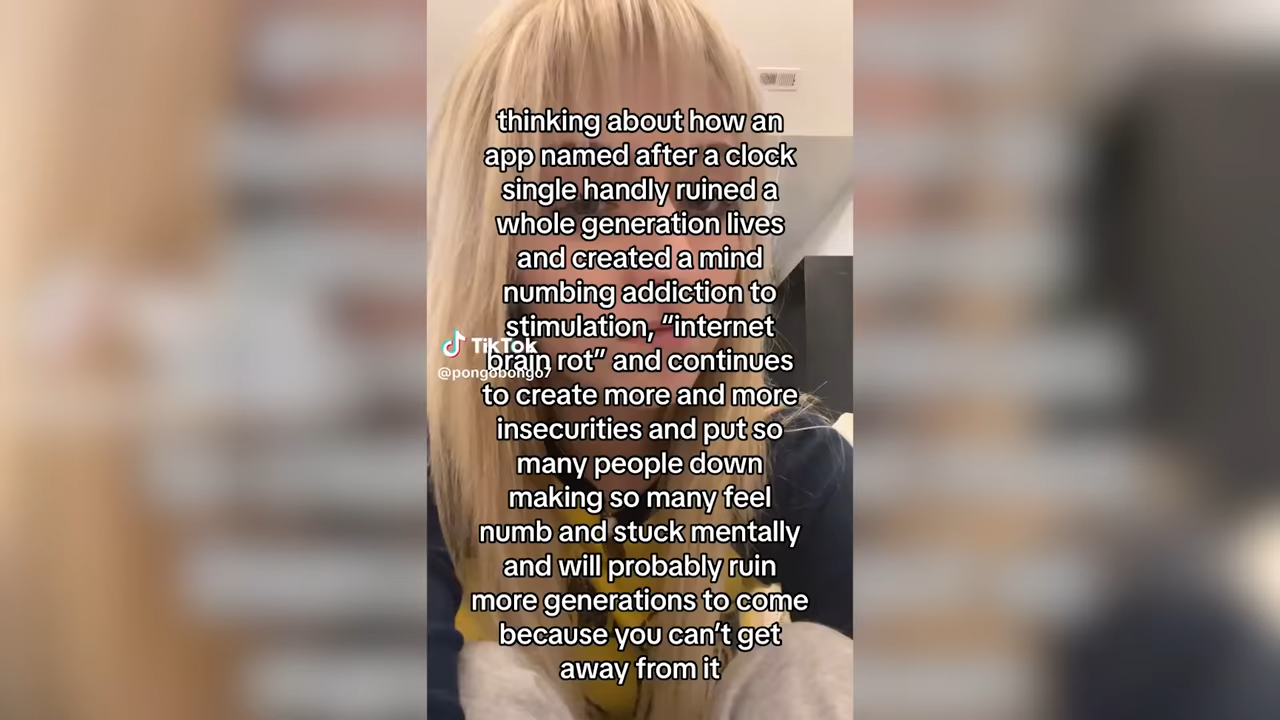 thinking about how an
app named after a clock
single handly ruined a
whole generation lives
and created a mind
numbing addiction to
stimulation, "internet
brain rot" and continues
to create more and more
insecurities and put so
many people down
making so many feel
numb and stuck mentally
and will probably ruin
more generations to come
because you can't get
away from it
TikTok
@pongobongo7